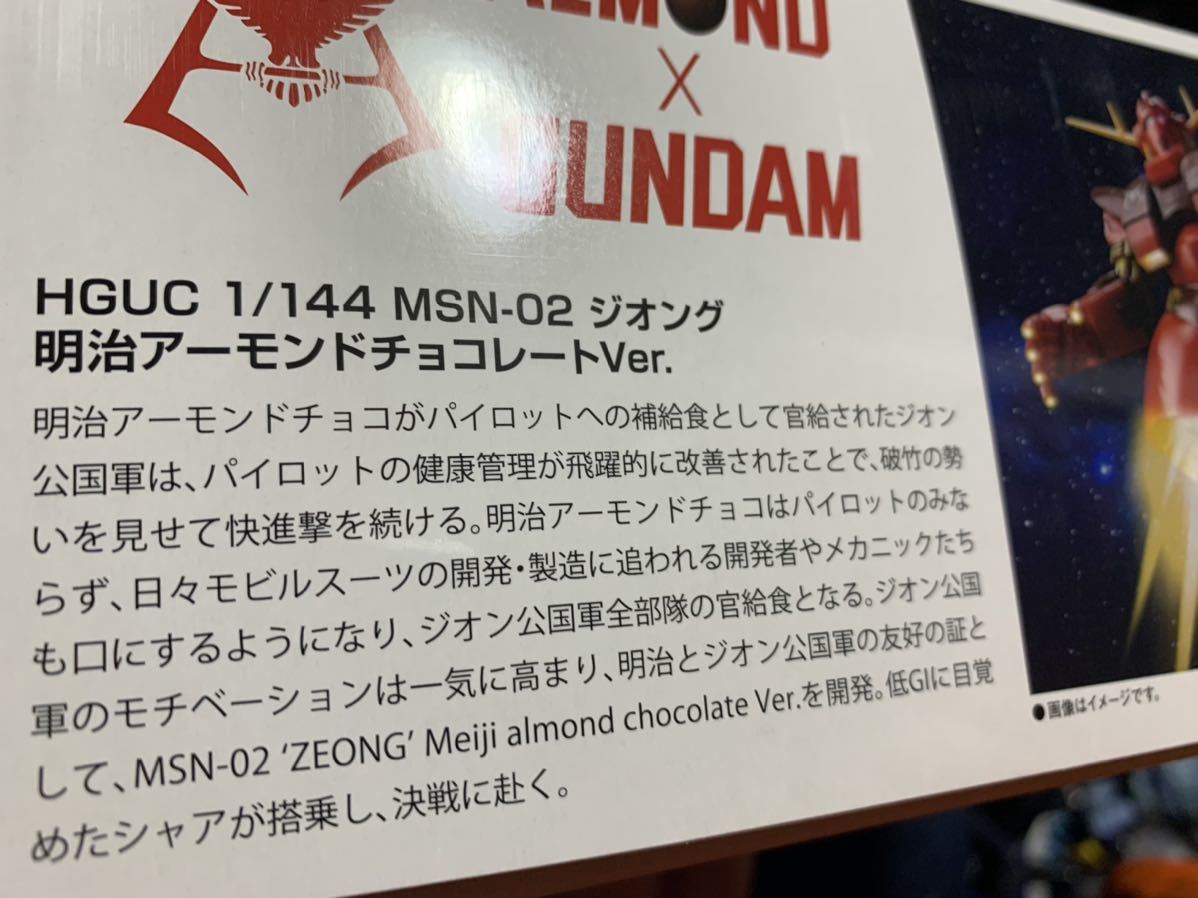 ALMOND
×
GUNDAM
HGUC 1/144 MSN-02 ジオング
明治アーモンドチョコレートVer.
明治アーモンドチョコがパイロットへの補給食として官給されたジオン
公国軍は、パイロットの健康管理が飛躍的に改善されたことで、破竹の勢
いを見せて快進撃を続ける。明治アーモンドチョコはパイロットのみな
らず、日々モビルスーツの開発・製造に追われる開発者やメカニックたち
も口にするようになり、ジオン公国軍全部隊の官給食となる。ジオン公国
軍のモチベーションは一気に高まり、明治とジオン公国軍の友好の証と
して、MSN-02 ‘ZEONG’ Meiji almond chocolate Ver.を開発。低GIに目覚
めたシャアが搭乗し、決戦に赴く。
●画像はイメージです。